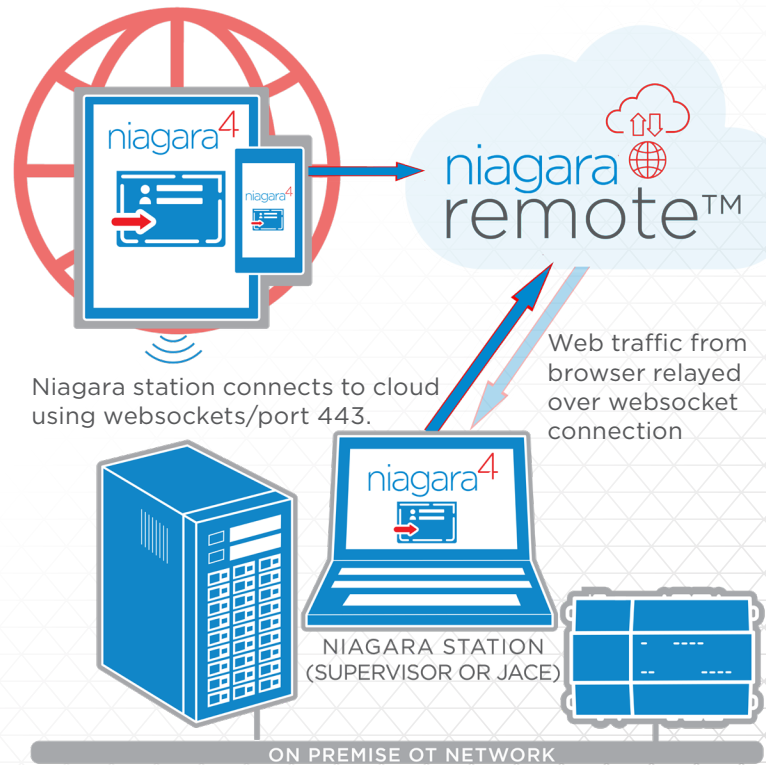 niagara4
niagara4
niagara
remote™
Web traffic from
browser relayed
over websocket
connection
Niagara station connects to cloud
using websockets/port 443.
niagara4
NIAGARA STATION
(SUPERVISOR OR JACE)
ON PREMISE OT NETWORK